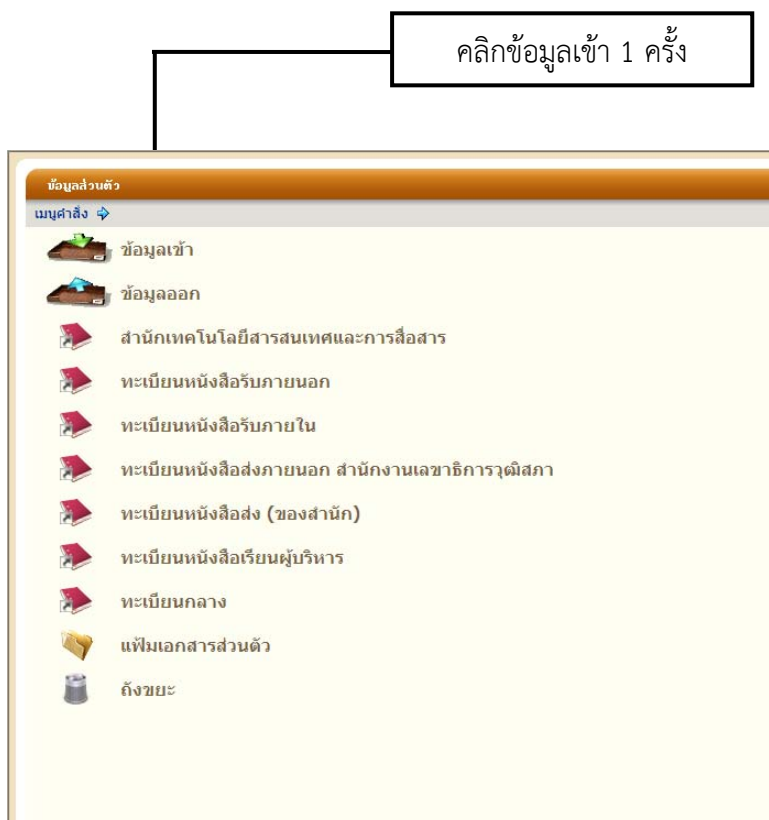 คลิกข้อมูลเข้า 1 ครั้ง
ข้อมูลส่วนตัว
เมนูคำสั่ง
ข้อมูลเข้า
ข้อมูลออก
สำนักเทคโนโลยีสารสนเทศและการสื่อสาร
ทะเบียนหนังสือรับภายนอก
ทะเบียนหนังสือรับภายใน
ทะเบียนหนังสือส่งภายนอก สำนักงานเลขาธิการวุฒิสภา
ทะเบียนหนังสือส่ง (ของสำนัก)
ทะเบียนหนังสือเรียนผู้บริหาร
ทะเบียนกลาง
แฟ้มเอกสารส่วนตัว
ถังขยะ